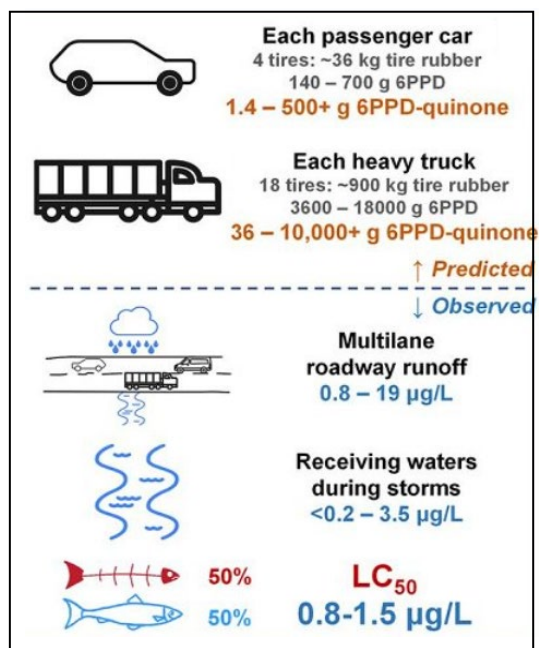 Each passenger car
4 tires: ~36 kg tire rubber
140 – 700 g 6PPD
1.4 – 500+ g 6PPD-quinone
Each heavy truck
18 tires: ~900 kg tire rubber
3600 – 18000 g 6PPD
36 – 10,000+ g 6PPD-quinone
↑ Predicted
↓ Observed
Multilane
roadway runoff
0.8 – 19 µg/L
Receiving waters
during storms
<0.2 – 3.5 µg/L
50%
LC50
50%
0.8-1.5 µg/L